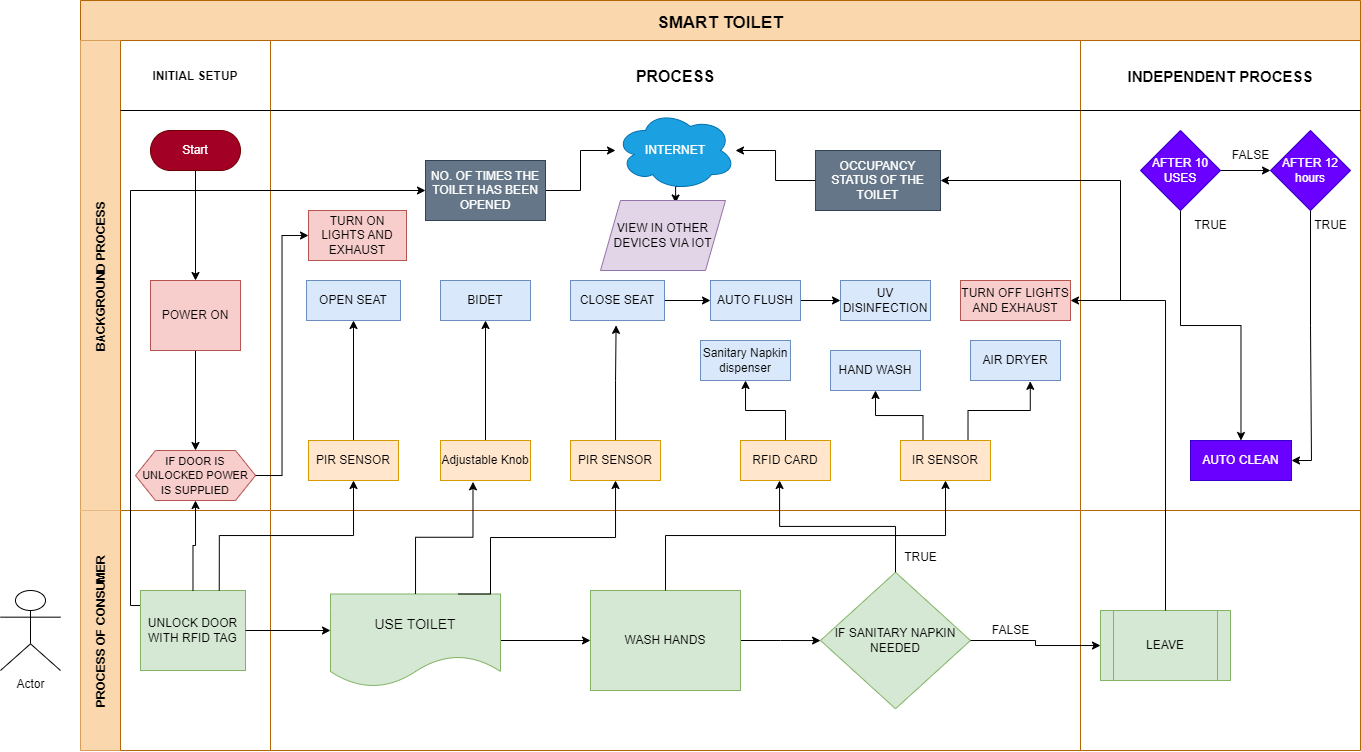 SMART TOILET
INITIAL SETUP
PROCESS
INDEPENDENT PROCESS
BACKGROUND PROCESS
Start
NO. OF TIMES THE
TOILET HAS BEEN
OPENED
INTERNET
OCCUPANCY
STATUS OF THE
TOILET
AFTER 10
USES
FALSE
AFTER 12
hours
TURN ON
LIGHTS AND
EXHAUST
VIEW IN OTHER
DEVICES VIA IOT
TRUE
TRUE
POWER ON
OPEN SEAT
BIDET
CLOSE SEAT
AUTO FLUSH
UV
DISINFECTION
TURN OFF LIGHTS
AND EXHAUST
Sanitary Napkin
dispenser
HAND WASH
AIR DRYER
IF DOOR IS
UNLOCKED POWER
IS SUPPLIED
PIR SENSOR
Adjustable Knob
PIR SENSOR
RFID CARD
IR SENSOR
AUTO CLEAN
PROCESS OF CONSUMER
TRUE
UNLOCK DOOR
WITH RFID TAG
USE TOILET
WASH HANDS
IF SANITARY NAPKIN
NEEDED
FALSE
LEAVE
Actor